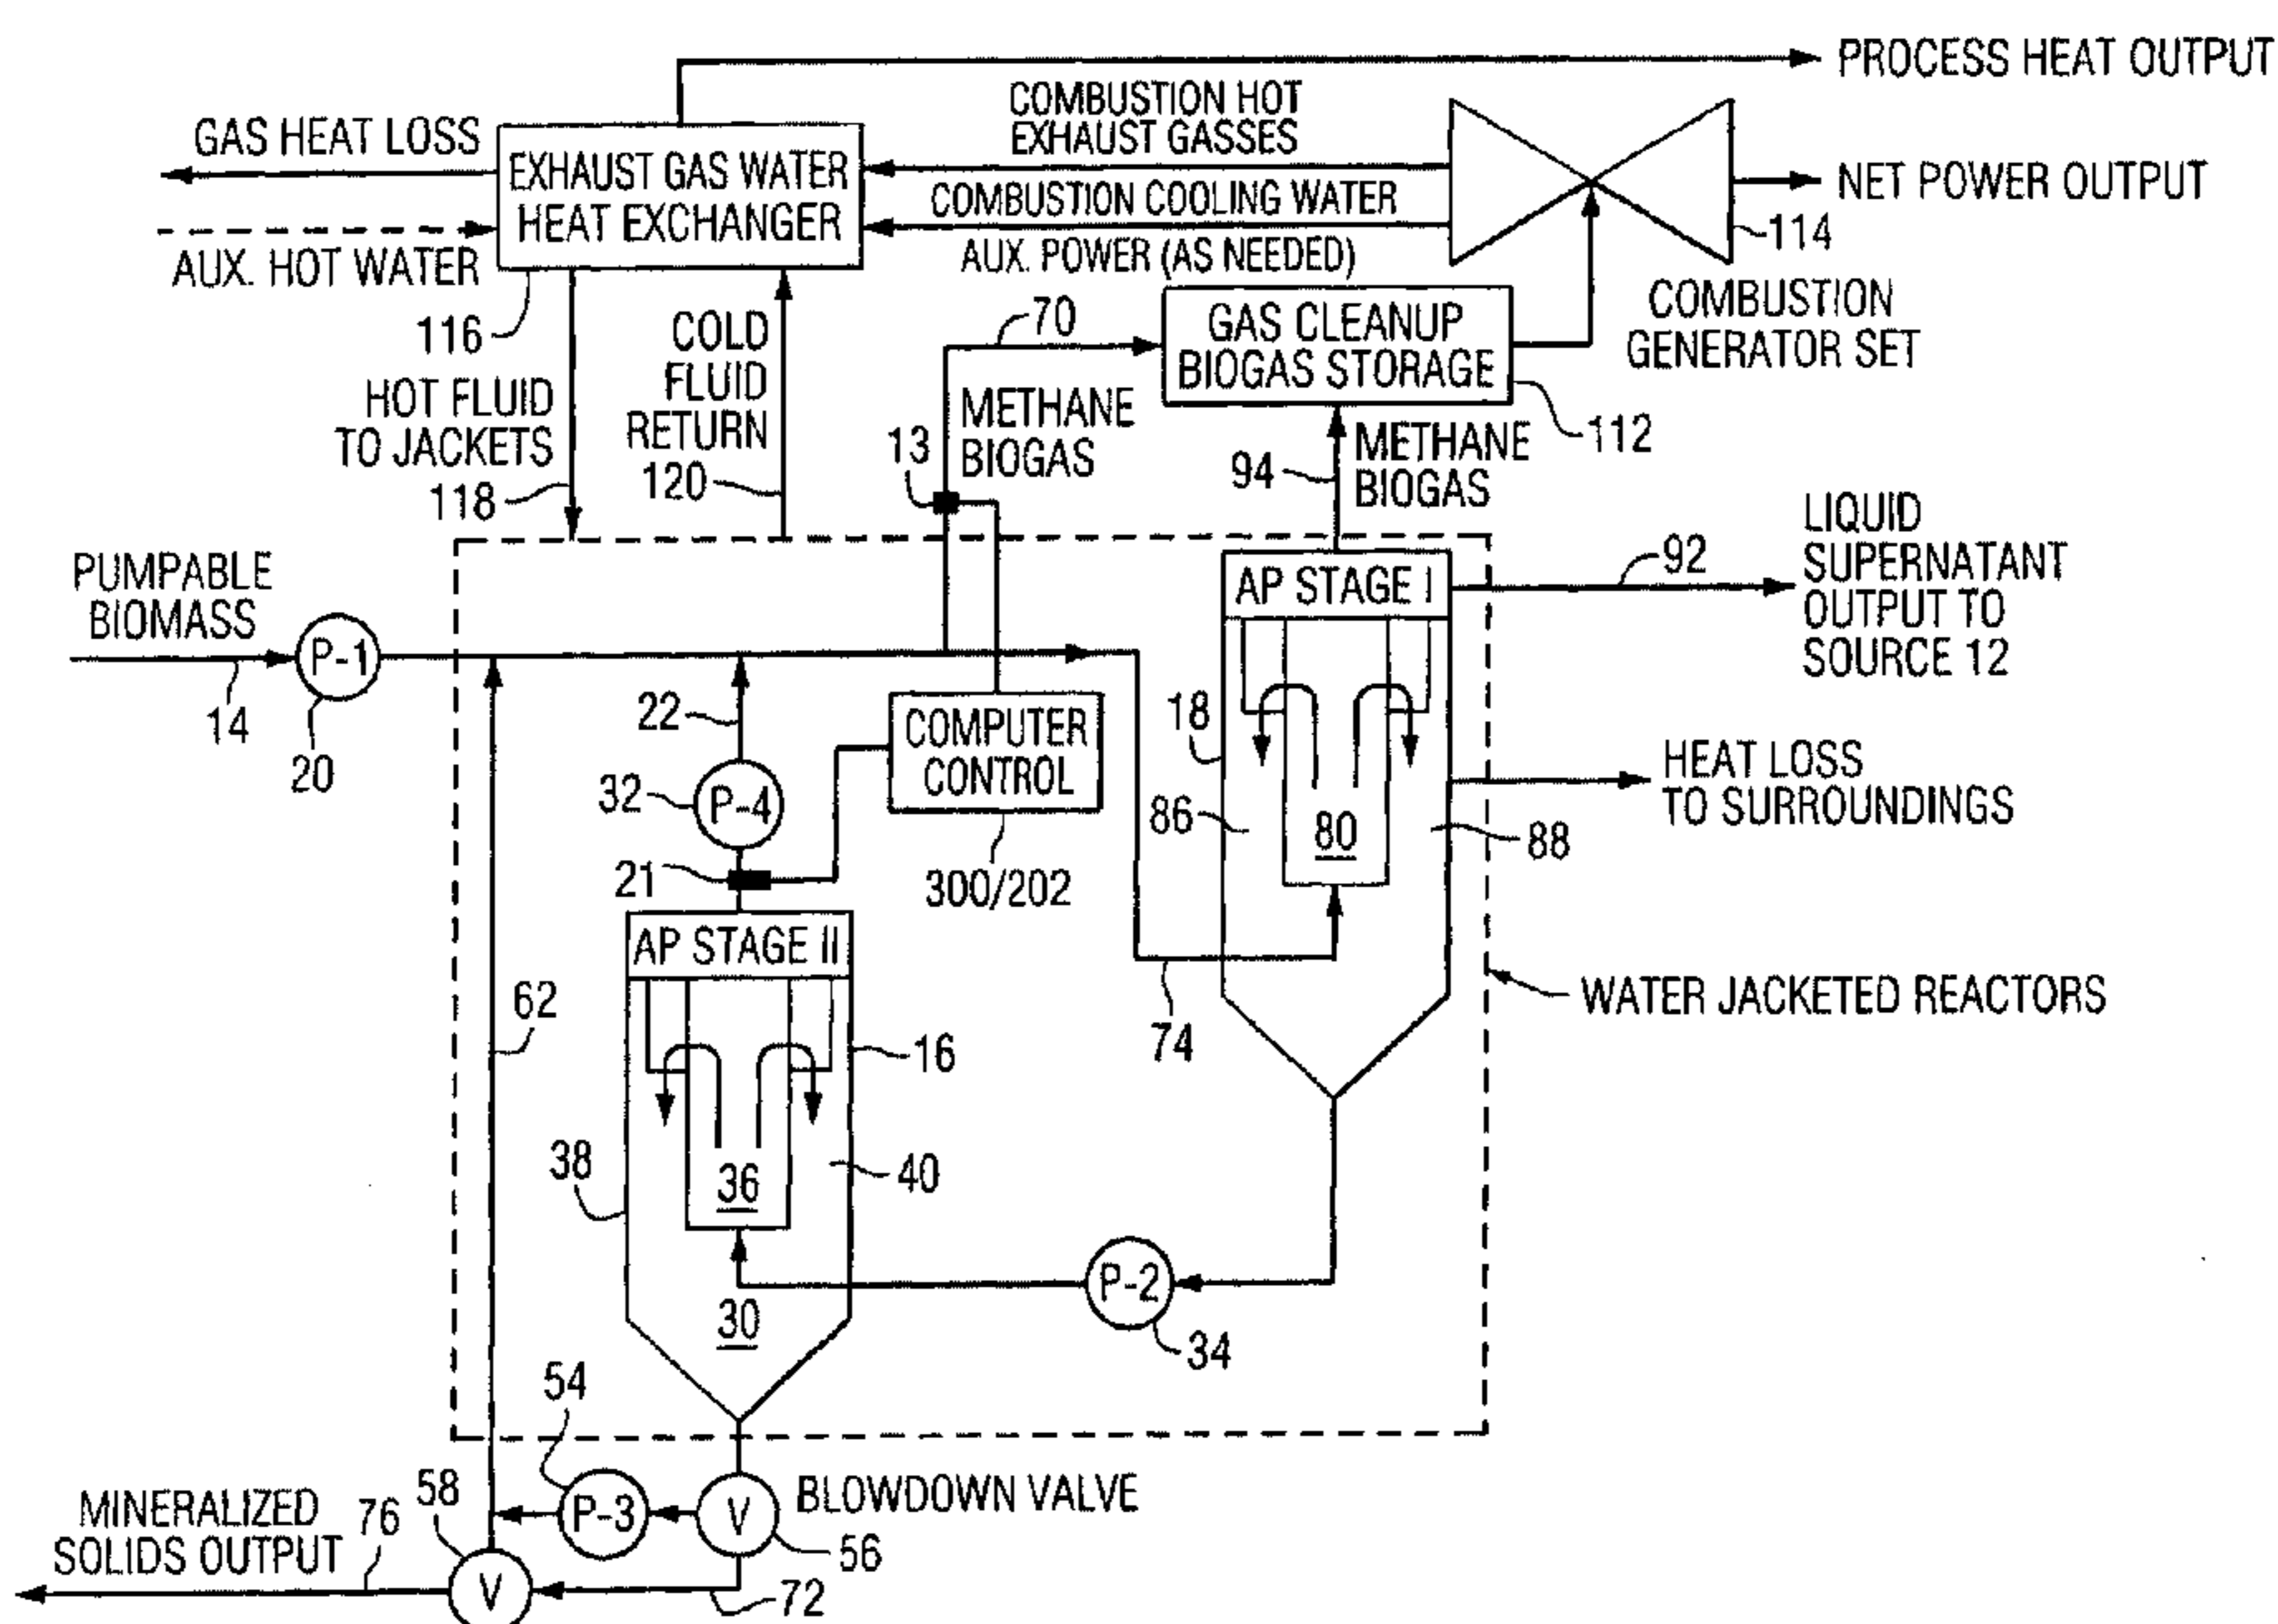 PROCESS HEAT OUTPUT
COMBUSTION HOT
EXHAUST GASSES
GAS HEAT LOSS
EXHAUST GAS WATER
HEAT EXCHANGER
NET POWER OUTPUT
COMBUSTION COOLING WATER
114
AUX. HOT WATER
AUX. POWER (AS NEEDED)
116
COLD
FLUID
RETURN
120
70
GAS CLEANUP
BIOGAS STORAGE
COMBUSTION
GENERATOR SET
HOT FLUID
TO JACKETS
118
METHANE
BIOGAS
13
112
94
METHANE
BIOGAS
LIQUID
SUPERNATANT
OUTPUT TO
SOURCE 12
92
PUMPABLE
BIOMASS
P-1
14
20
AP STAGE I
22
COMPUTER
CONTROL
18
32
P-4
HEAT LOSS
TO SURROUNDINGS
86
80
88
21
300/202
AP STAGE II
62
16
74
WATER JACKETED REACTORS
38
36
40
30
P-2
34
54
MINERALIZED
SOLIDS OUTPUT
76
58
P-3
V
BLOWDOWN VALVE
56
V
72